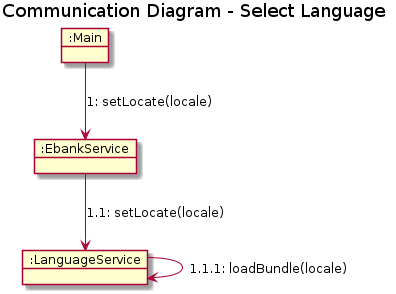 Communication Diagram - Select Language
:Main
1: setLocate(locale)
:EbankService
1.1: setLocate(locale)
:LanguageService
1.1.1: loadBundle(locale)